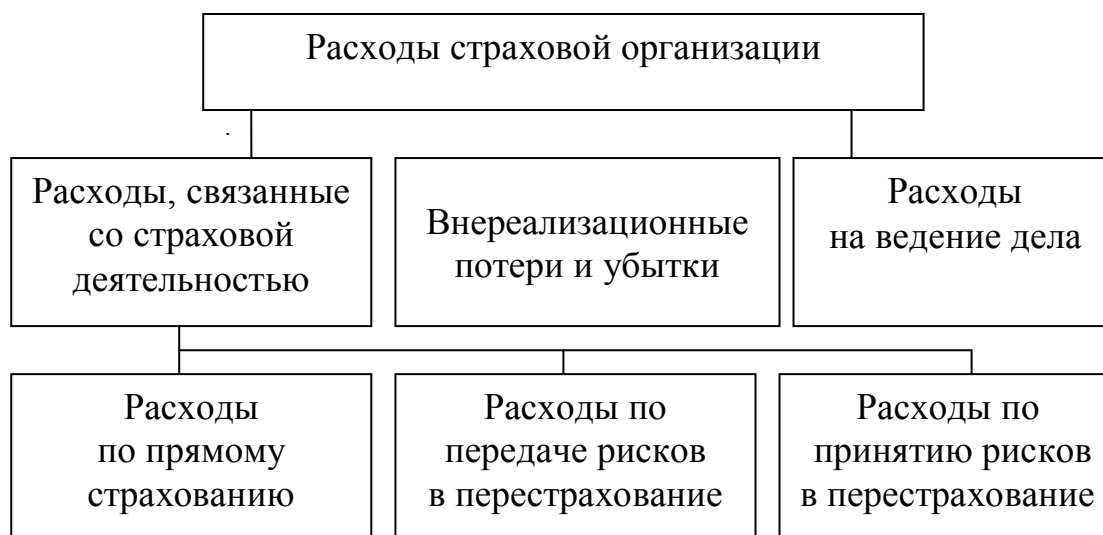 Расходы страховой организации
Расходы, связанные
со страховой
деятельностью
Внереализационные
потери и убытки
Расходы
на ведение дела
Расходы
по прямому
страхованию
Расходы по
передаче рисков
в перестрахование
Расходы по
принятию рисков
в перестрахование